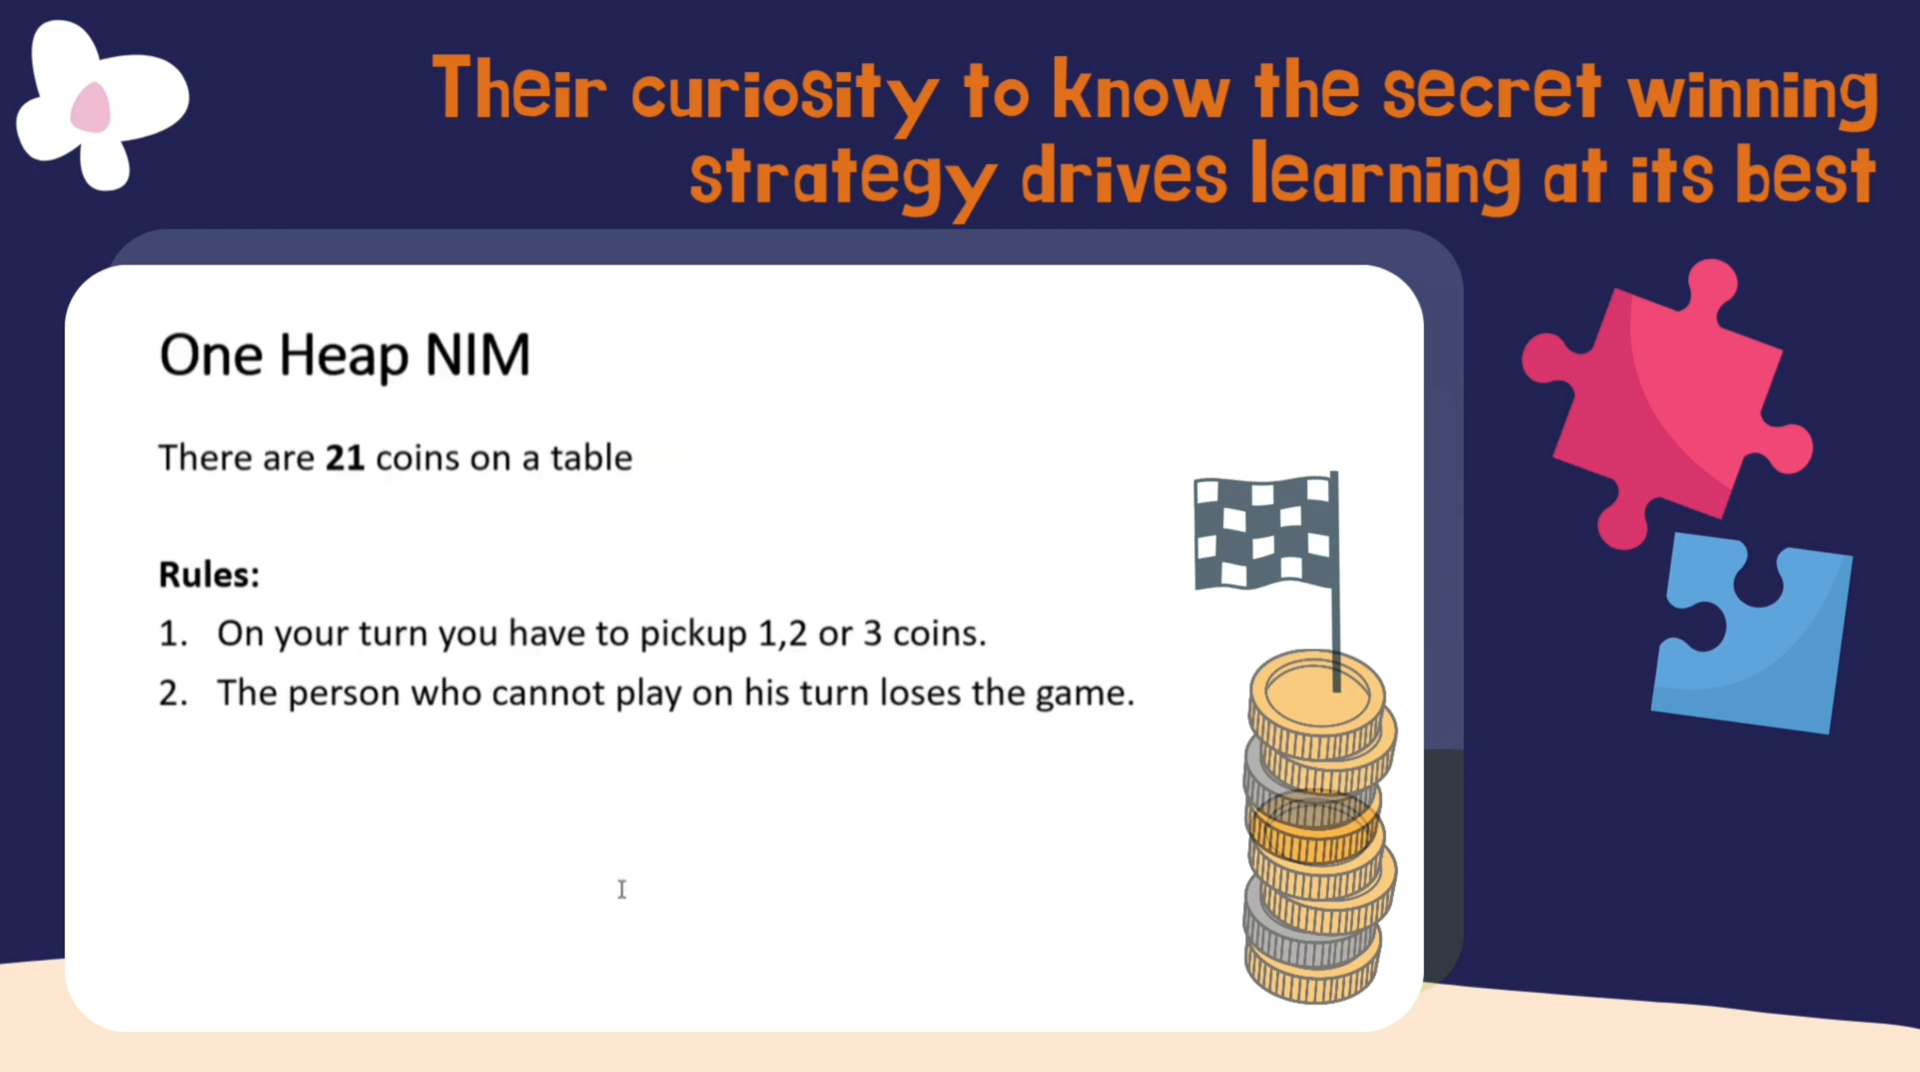 Their curiosity to know the secret winning
strategy drives learning at its best
One Heap NIM
There are 21 coins on a table
Rules:
1. On your turn you have to pickup 1,2 or 3 coins.
2. The person who cannot play on his turn loses the game.